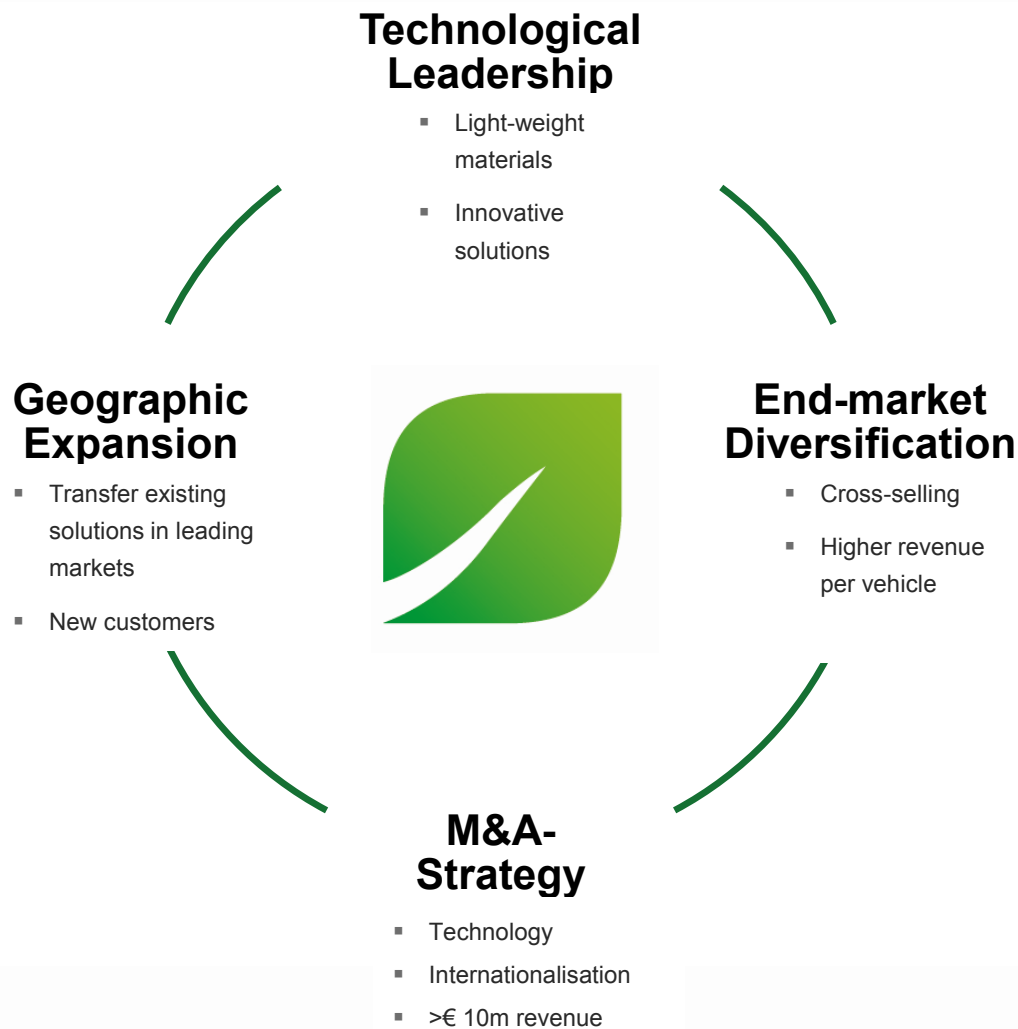 Technological
Leadership
▪ Light-weight
materials
▪ Innovative
solutions
Geographic
Expansion
▪ Transfer existing
solutions in leading
markets
▪ New customers
End-market
Diversification
▪ Cross-selling
▪ Higher revenue
per vehicle
M&A-
Strategy
▪ Technology
▪ Internationalisation
▪ >€ 10m revenue